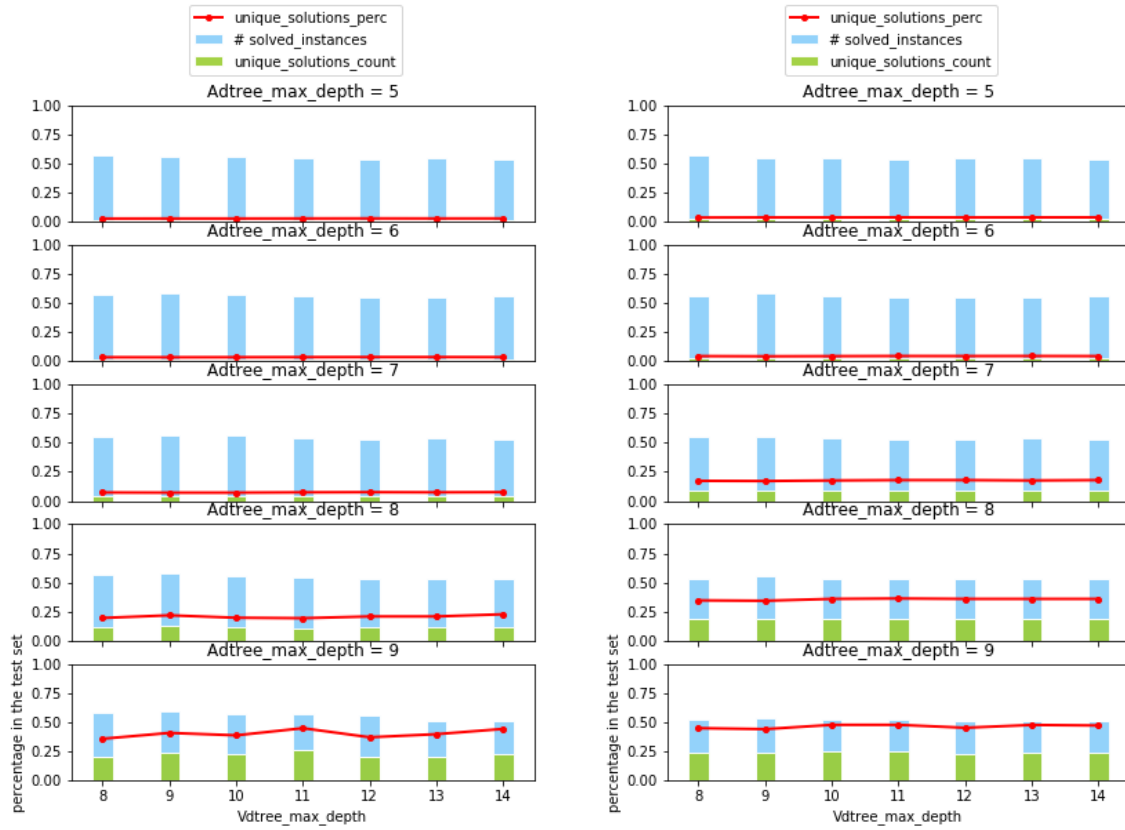 unique_solutions_perc
# solved_instances
unique_solutions_count
Adtree_max_depth = 5
1.00
0.75
0.50
0.25
0.00
Adtree_max_depth = 6
1.00
0.75
0.50
0.25
0.00
Adtree_max_depth = 7
1.00
0.75
0.50
0.25
0.00
Adtree_max_depth = 8
1.00
0.75
0.50
0.25
0.00
Adtree_max_depth = 9
1.00
0.75
0.50
0.25
0.00
percentage in the test set
8 9 10 11 12 13 14
Vdtree_max_depth
unique_solutions_perc
# solved_instances
unique_solutions_count
Adtree_max_depth = 5
1.00
0.75
0.50
0.25
0.00
Adtree_max_depth = 6
1.00
0.75
0.50
0.25
0.00
Adtree_max_depth = 7
1.00
0.75
0.50
0.25
0.00
Adtree_max_depth = 8
1.00
0.75
0.50
0.25
0.00
Adtree_max_depth = 9
1.00
0.75
0.50
0.25
0.00
percentage in the test set
8 9 10 11 12 13 14
Vdtree_max_depth